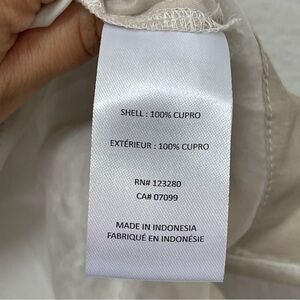 SHELL : 100% CUPRO
EXTÉRIEUR : 100% CUPRO
RN# 123280
CA# 07099
MADE IN INDONESIA
FABRIQUÉ EN INDONÉSIE